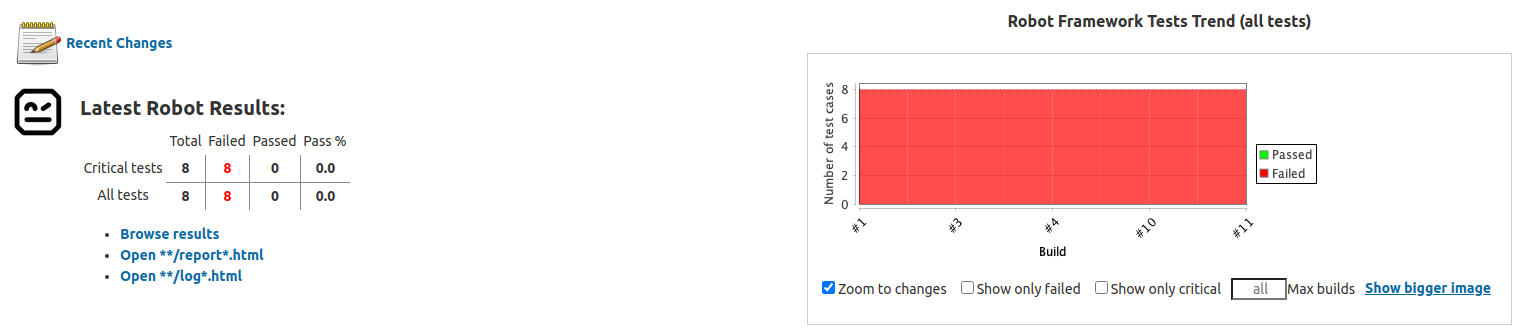 Recent Changes
Latest Robot Results:
Total Failed Passed Pass %
Critical tests 8 8 0 0.0
All tests 8 8 0 0.0
Browse results
Open **/report*.html
Open **/log*.html
Robot Framework Tests Trend (all tests)
Number of test cases
8
6
4
2
0
#1 #3 #4 #10 #11
Build
Passed
Failed
Zoom to changes Show only failed Show only critical all Max builds Show bigger image